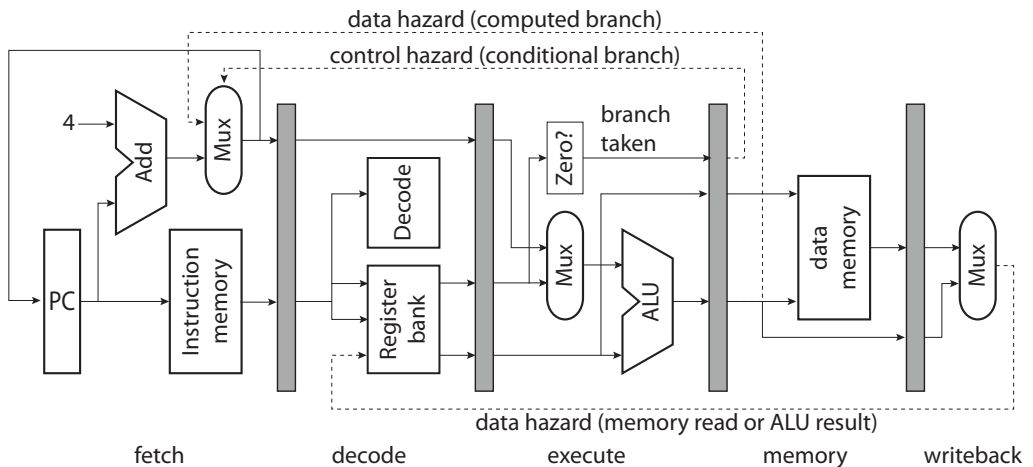 data hazard (computed branch)
control hazard (conditional branch)
branch
taken
4
Add
Mux
Zero?
Decode
PC
Instruction
memory
Register
bank
Mux
ALU
data
memory
Mux
data hazard (memory read or ALU result)
fetch
decode
execute
memory
writeback